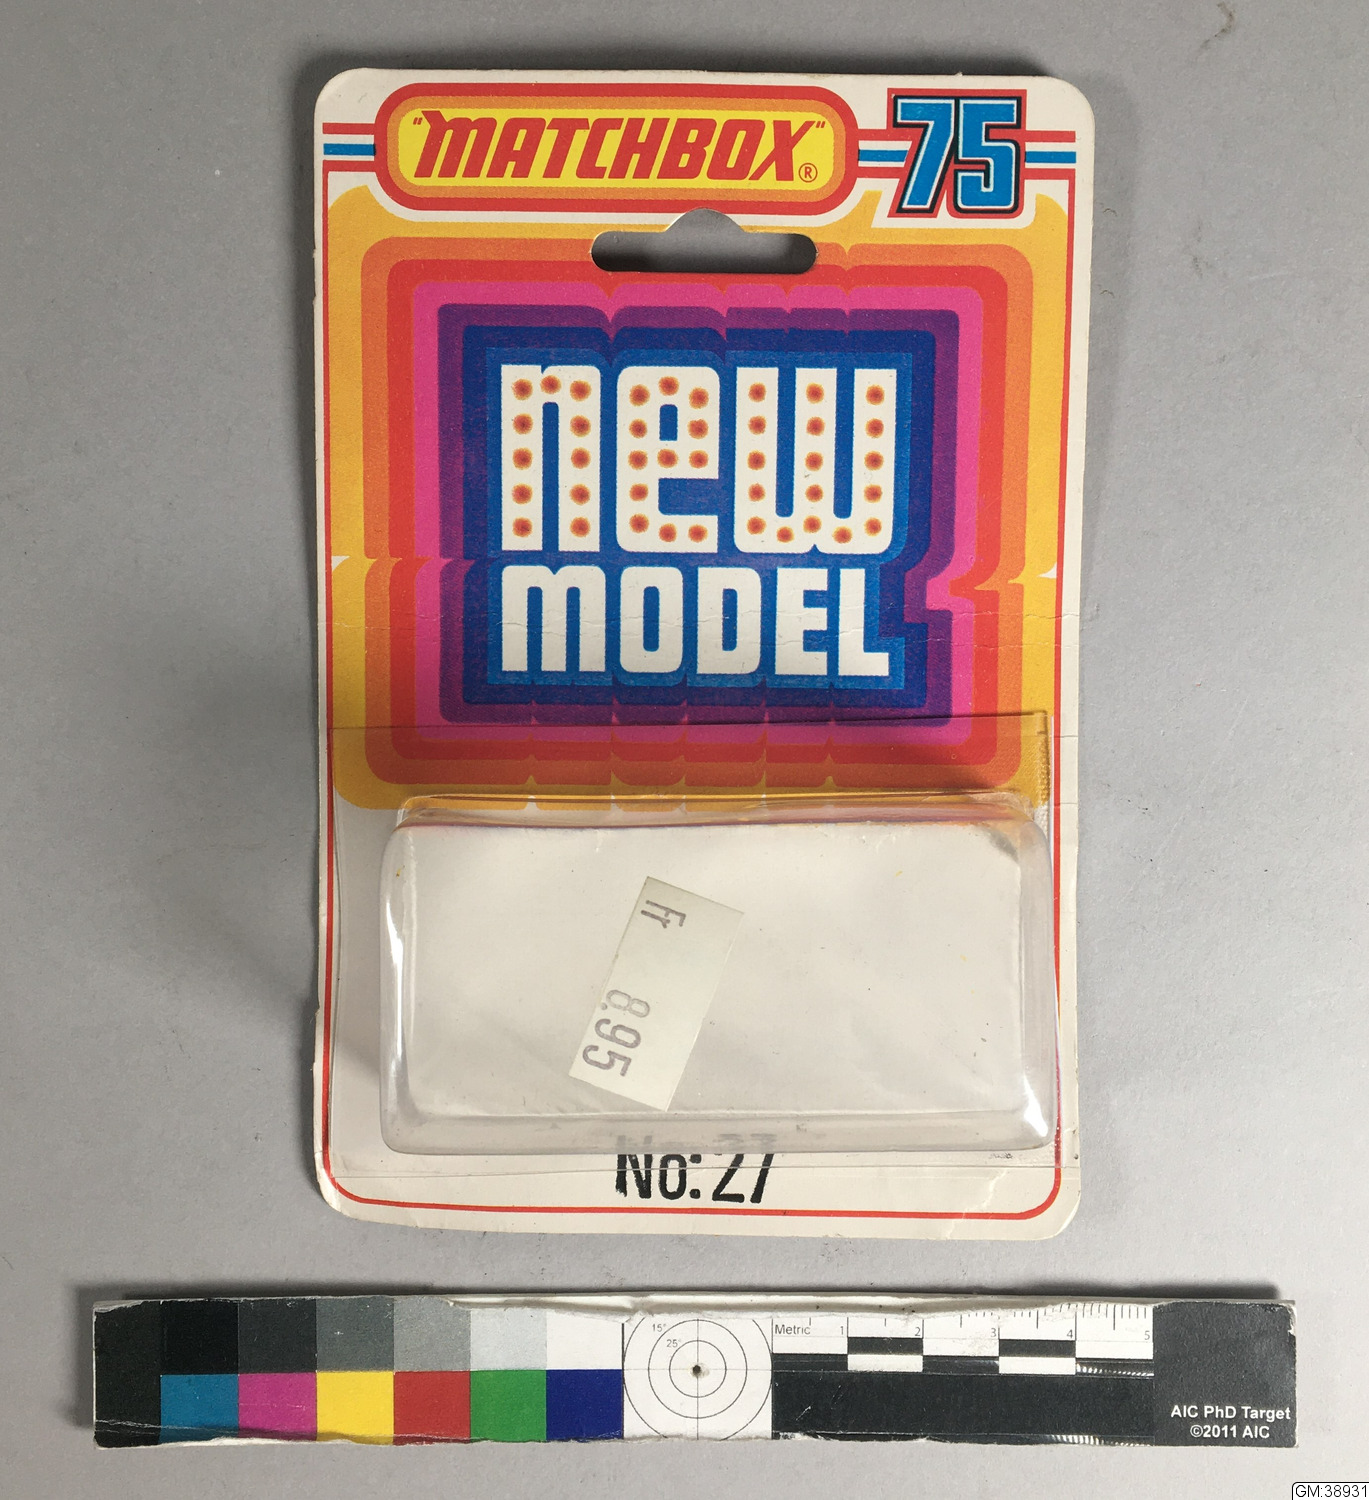 "MATCHBOX"® 75
new
MODEL
Fr 8.95
No: 27
Metric 1 2 3 4 5
15°
25°
AIC PhD Target
©2011 AIC
GM:38931